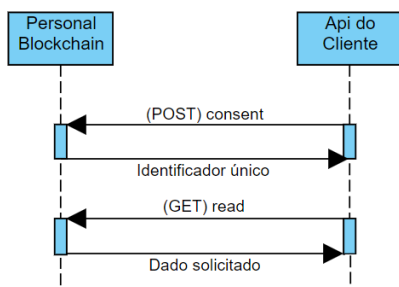 Personal
Blockchain
Api do
Cliente
(POST) consent
Identificador único
(GET) read
Dado solicitado